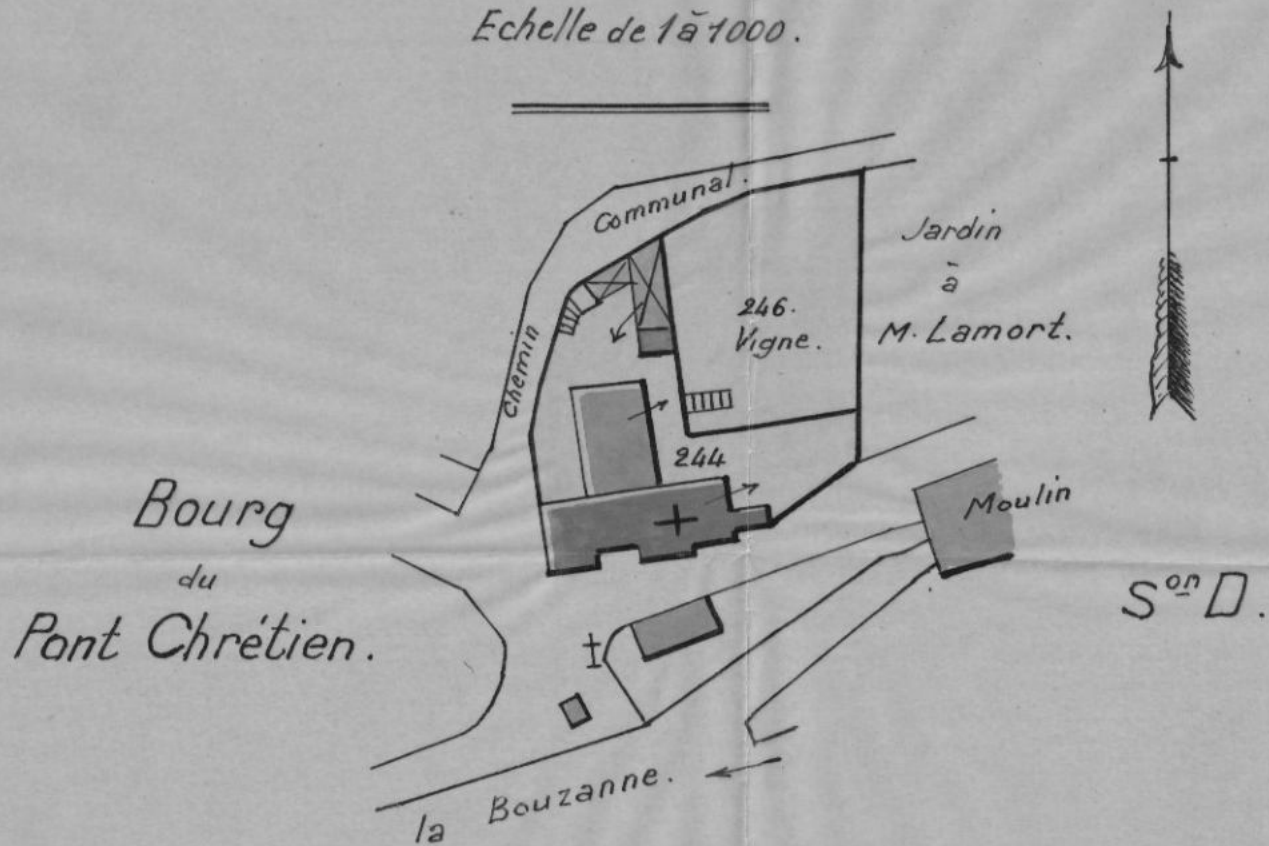 Echelle de 1 à 1000.
Communal.
Chemin
Jardin
à
M. Lamort.
246.
Vigne.
244
Bourg
du
Pont Chrétien.
Moulin
Son D.
la Bouzanne.